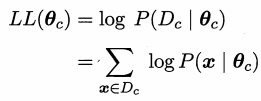 LL(θ_c) = log P(D_c | θ_c)
= ∑_{x∈D_c} log P(x | θ_c)